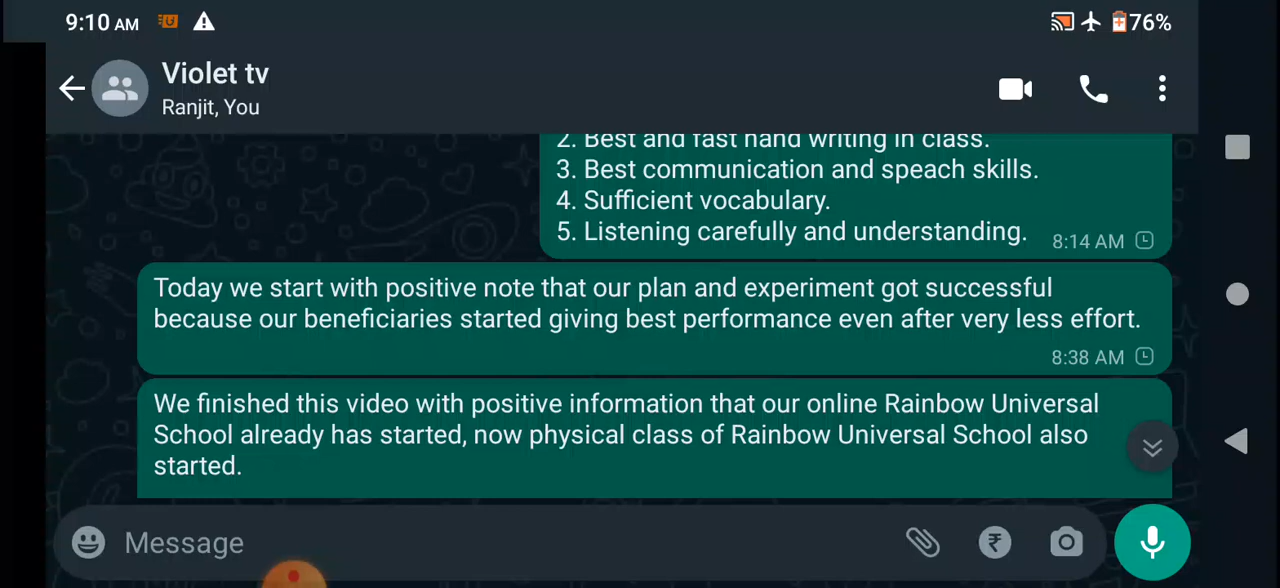 9:10 AM
76%
Violet tv
Ranjit, You
2. Best and fast hand writing in class.
3. Best communication and speach skills.
4. Sufficient vocabulary.
5. Listening carefully and understanding.
8:14 AM
Today we start with positive note that our plan and experiment got successful
because our beneficiaries started giving best performance even after very less effort.
8:38 AM
We finished this video with positive information that our online Rainbow Universal
School already has started, now physical class of Rainbow Universal School also
started.
Message